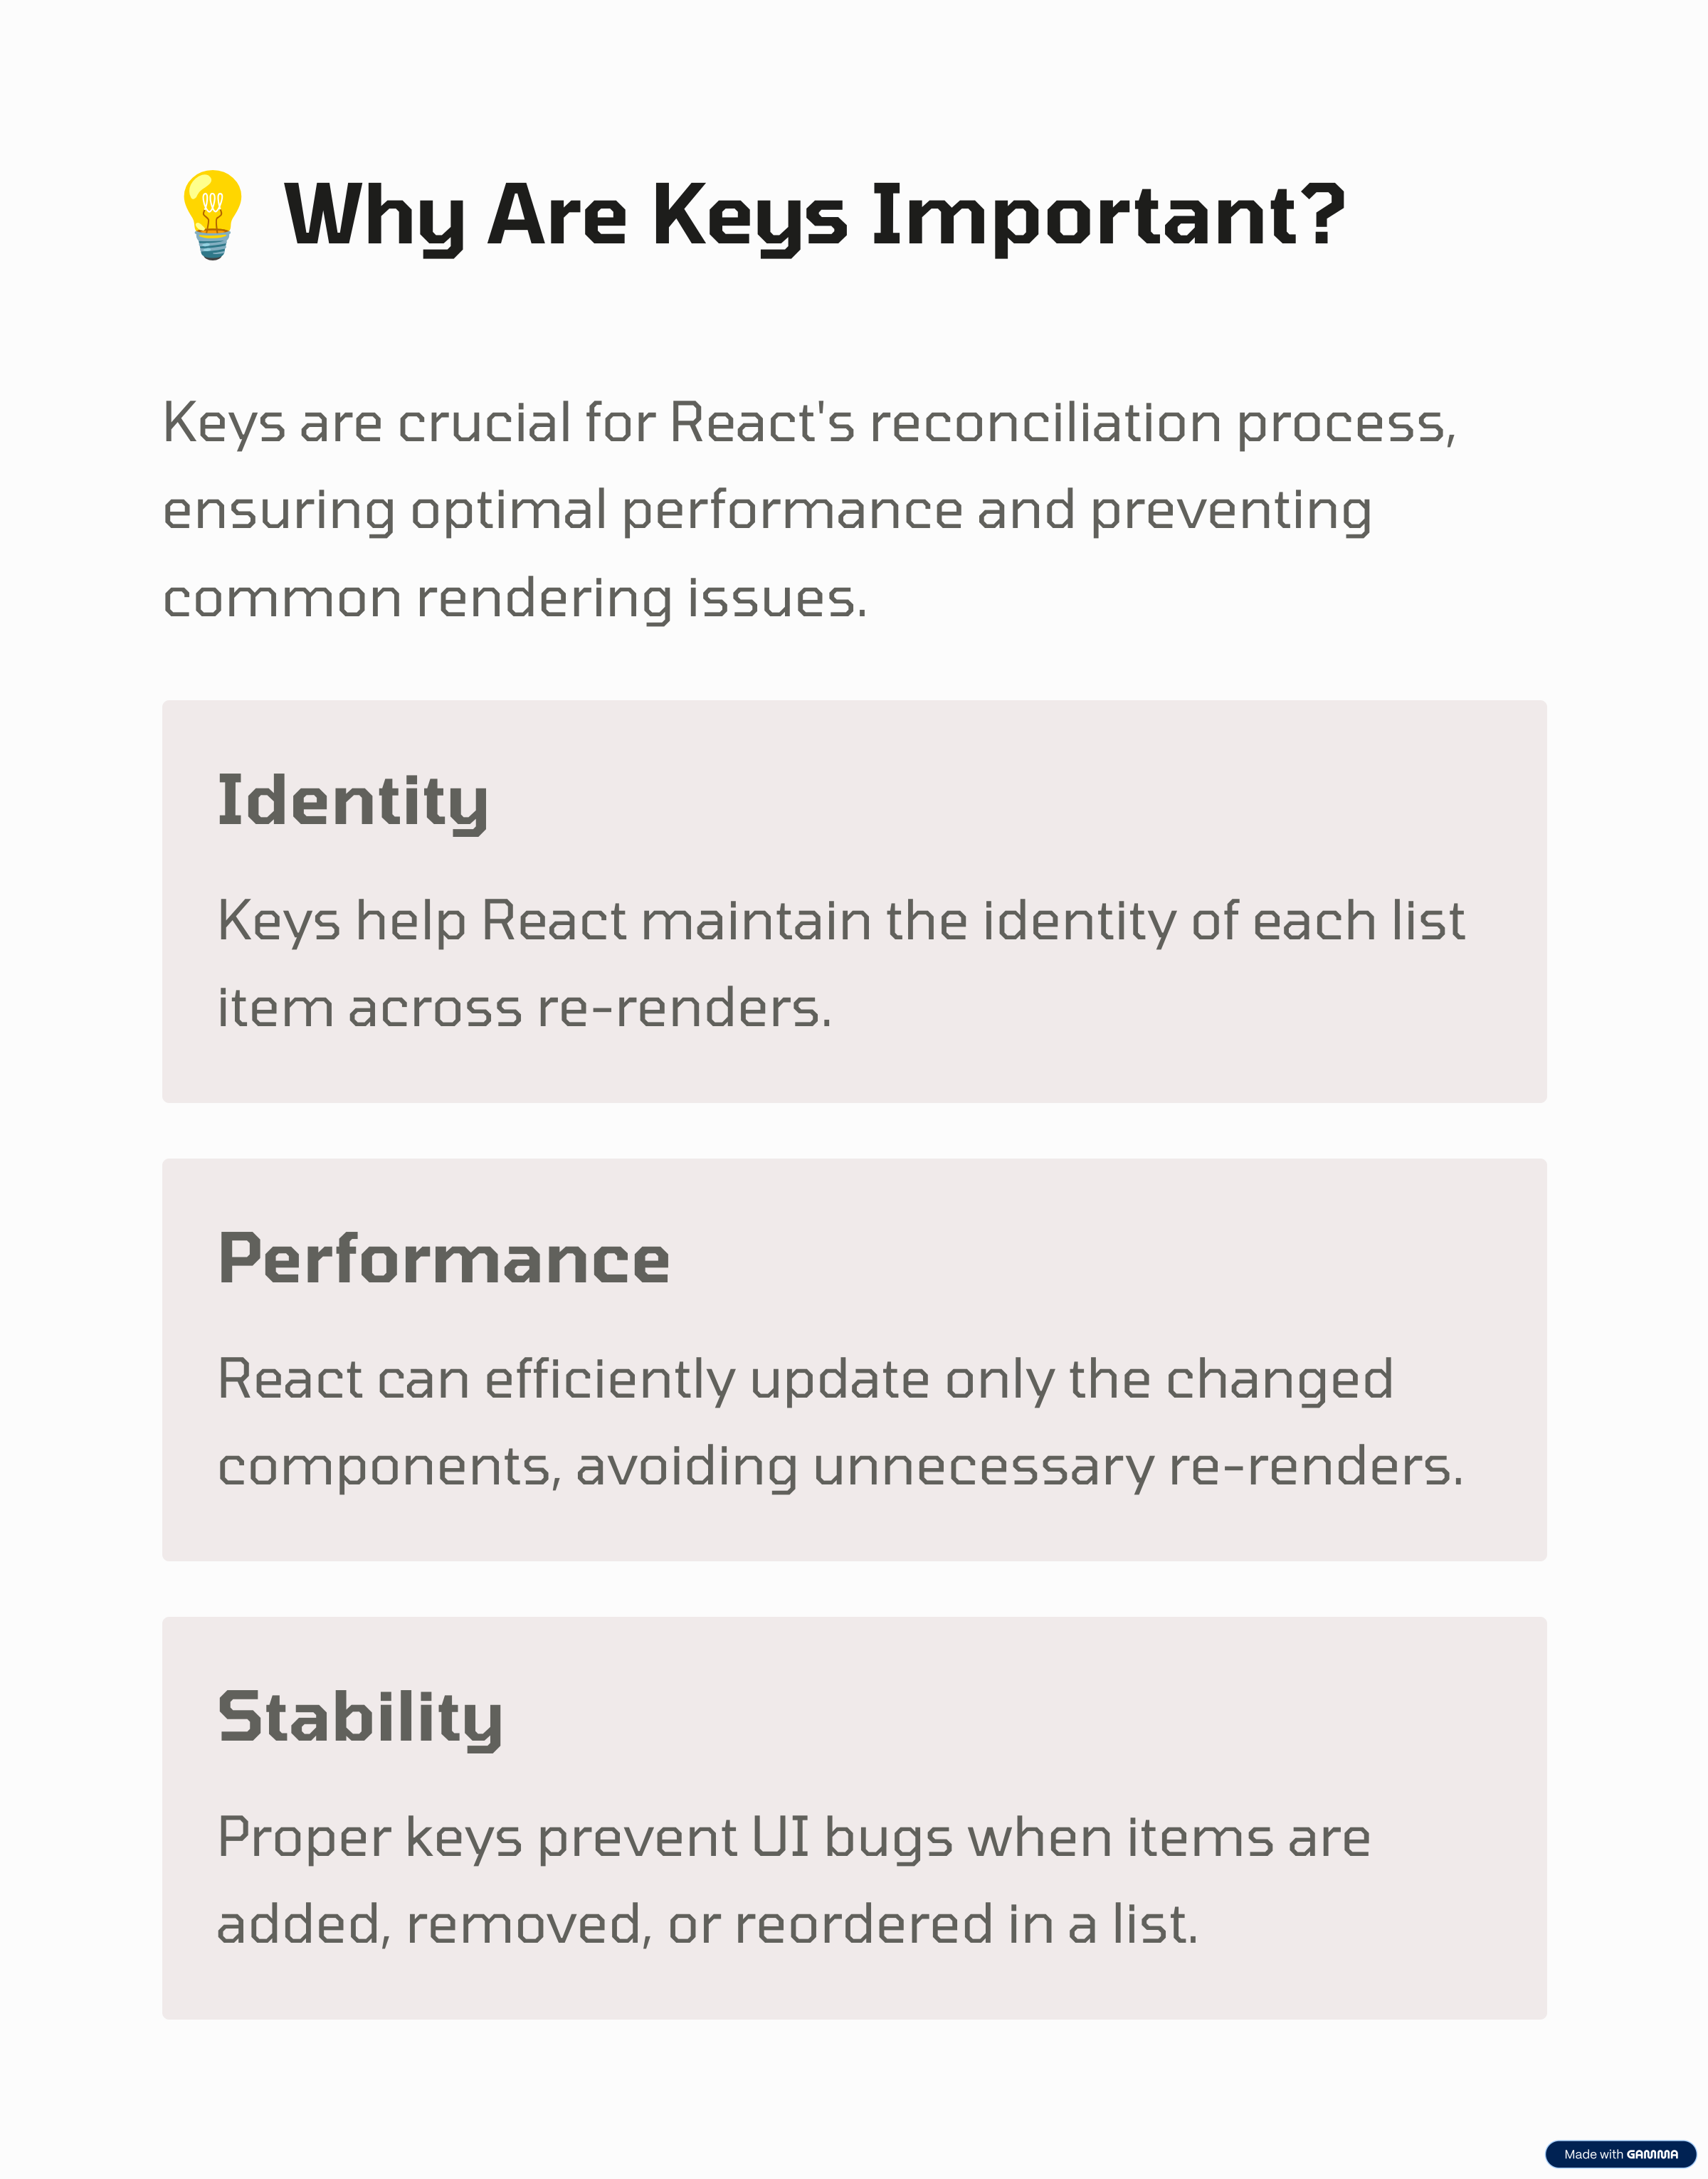 💡 Why Are Keys Important?
Keys are crucial for React's reconciliation process,
ensuring optimal performance and preventing
common rendering issues.
Identity
Keys help React maintain the identity of each list
item across re-renders.
Performance
React can efficiently update only the changed
components, avoiding unnecessary re-renders.
Stability
Proper keys prevent UI bugs when items are
added, removed, or reordered in a list.
Made with GAMMA